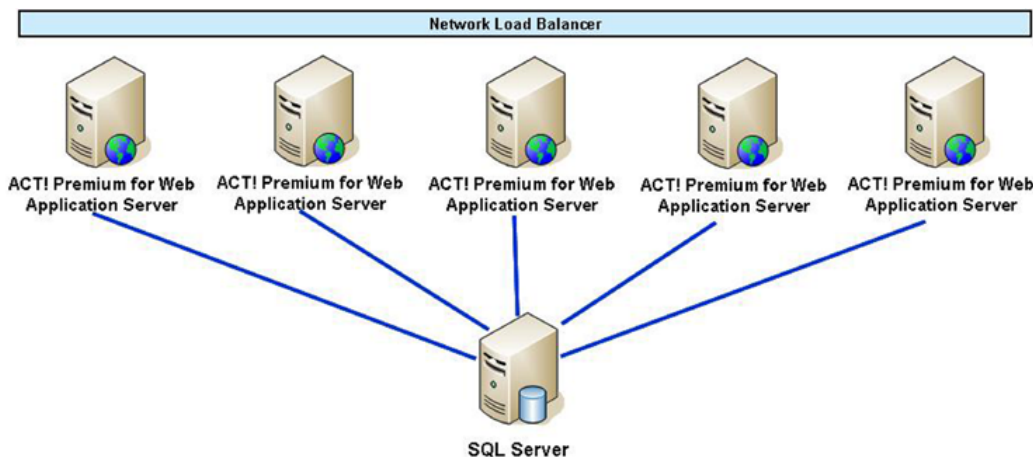 Network Load Balancer
ACT! Premium for Web
Application Server
ACT! Premium for Web
Application Server
ACT! Premium for Web
Application Server
ACT! Premium for Web
Application Server
ACT! Premium for Web
Application Server
SQL Server